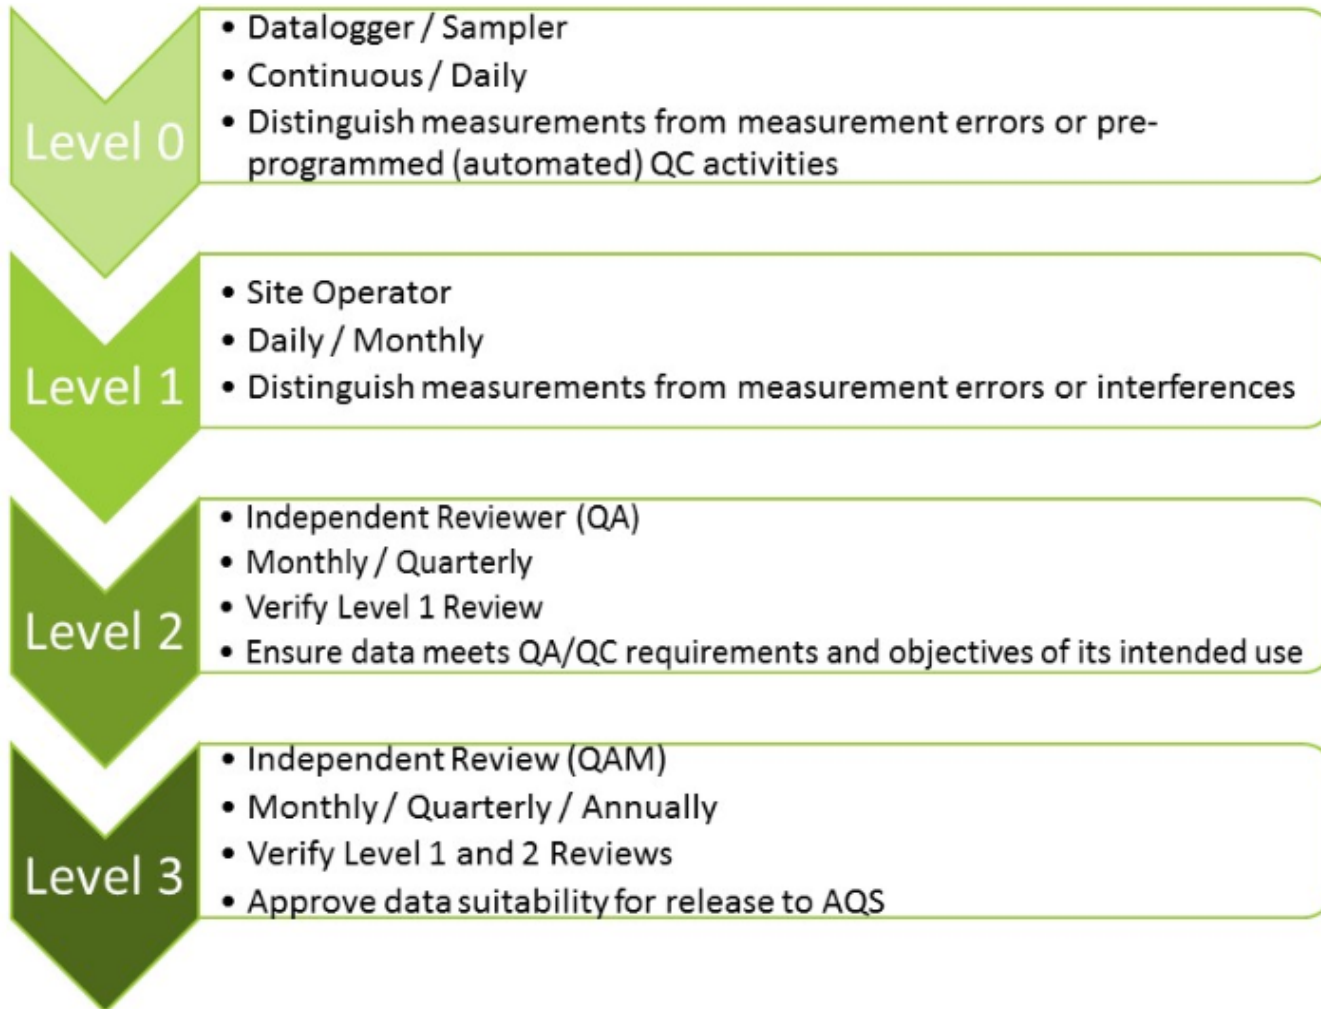 Level 0
• Datalogger / Sampler
• Continuous / Daily
• Distinguish measurements from measurement errors or pre-
programmed (automated) QC activities
Level 1
• Site Operator
• Daily / Monthly
• Distinguish measurements from measurement errors or interferences
Level 2
• Independent Reviewer (QA)
• Monthly / Quarterly
• Verify Level 1 Review
• Ensure data meets QA/QC requirements and objectives of its intended use
Level 3
• Independent Review (QAM)
• Monthly / Quarterly / Annually
• Verify Level 1 and 2 Reviews
• Approve data suitability for release to AQS